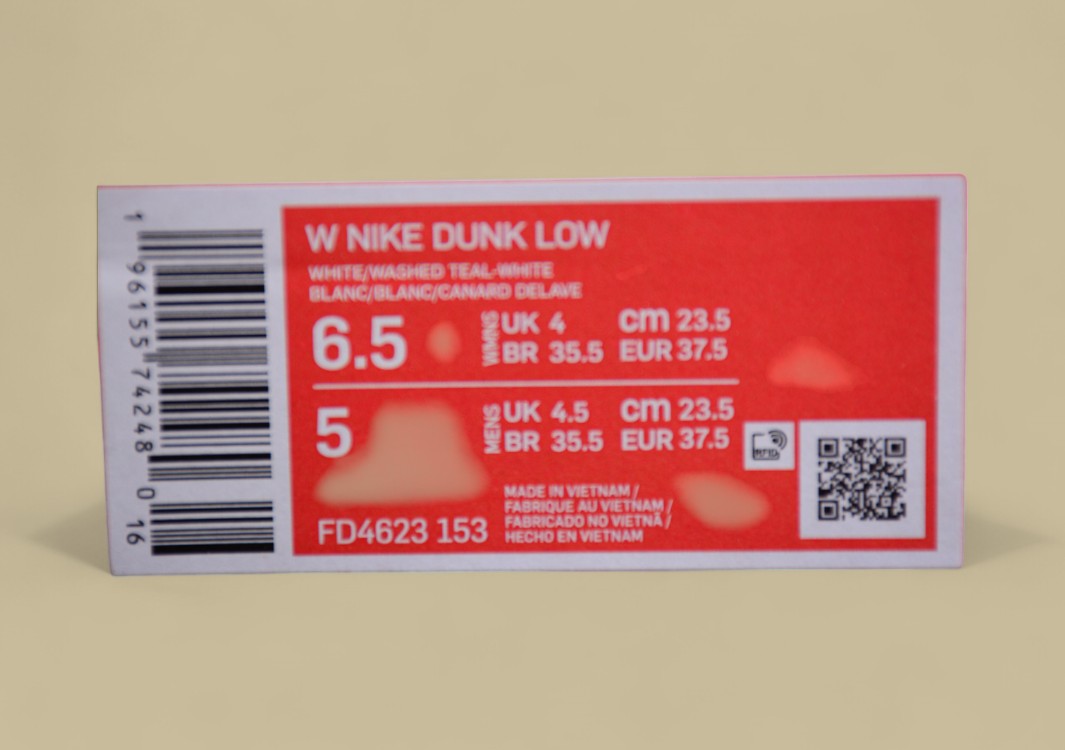 1 96155 74248 0 16
W NIKE DUNK LOW
WHITE/WASHED TEAL-WHITE
BLANC/BLANC/CANARD DELAVE
6.5 WMNS UK 4 cm 23.5
BR 35.5 EUR 37.5
5 MENS UK 4.5 cm 23.5
BR 35.5 EUR 37.5
RFID
MADE IN VIETNAM /
FABRIQUE AU VIETNAM /
FABRICADO NO VIETNÃ /
HECHO EN VIETNAM
FD4623 153